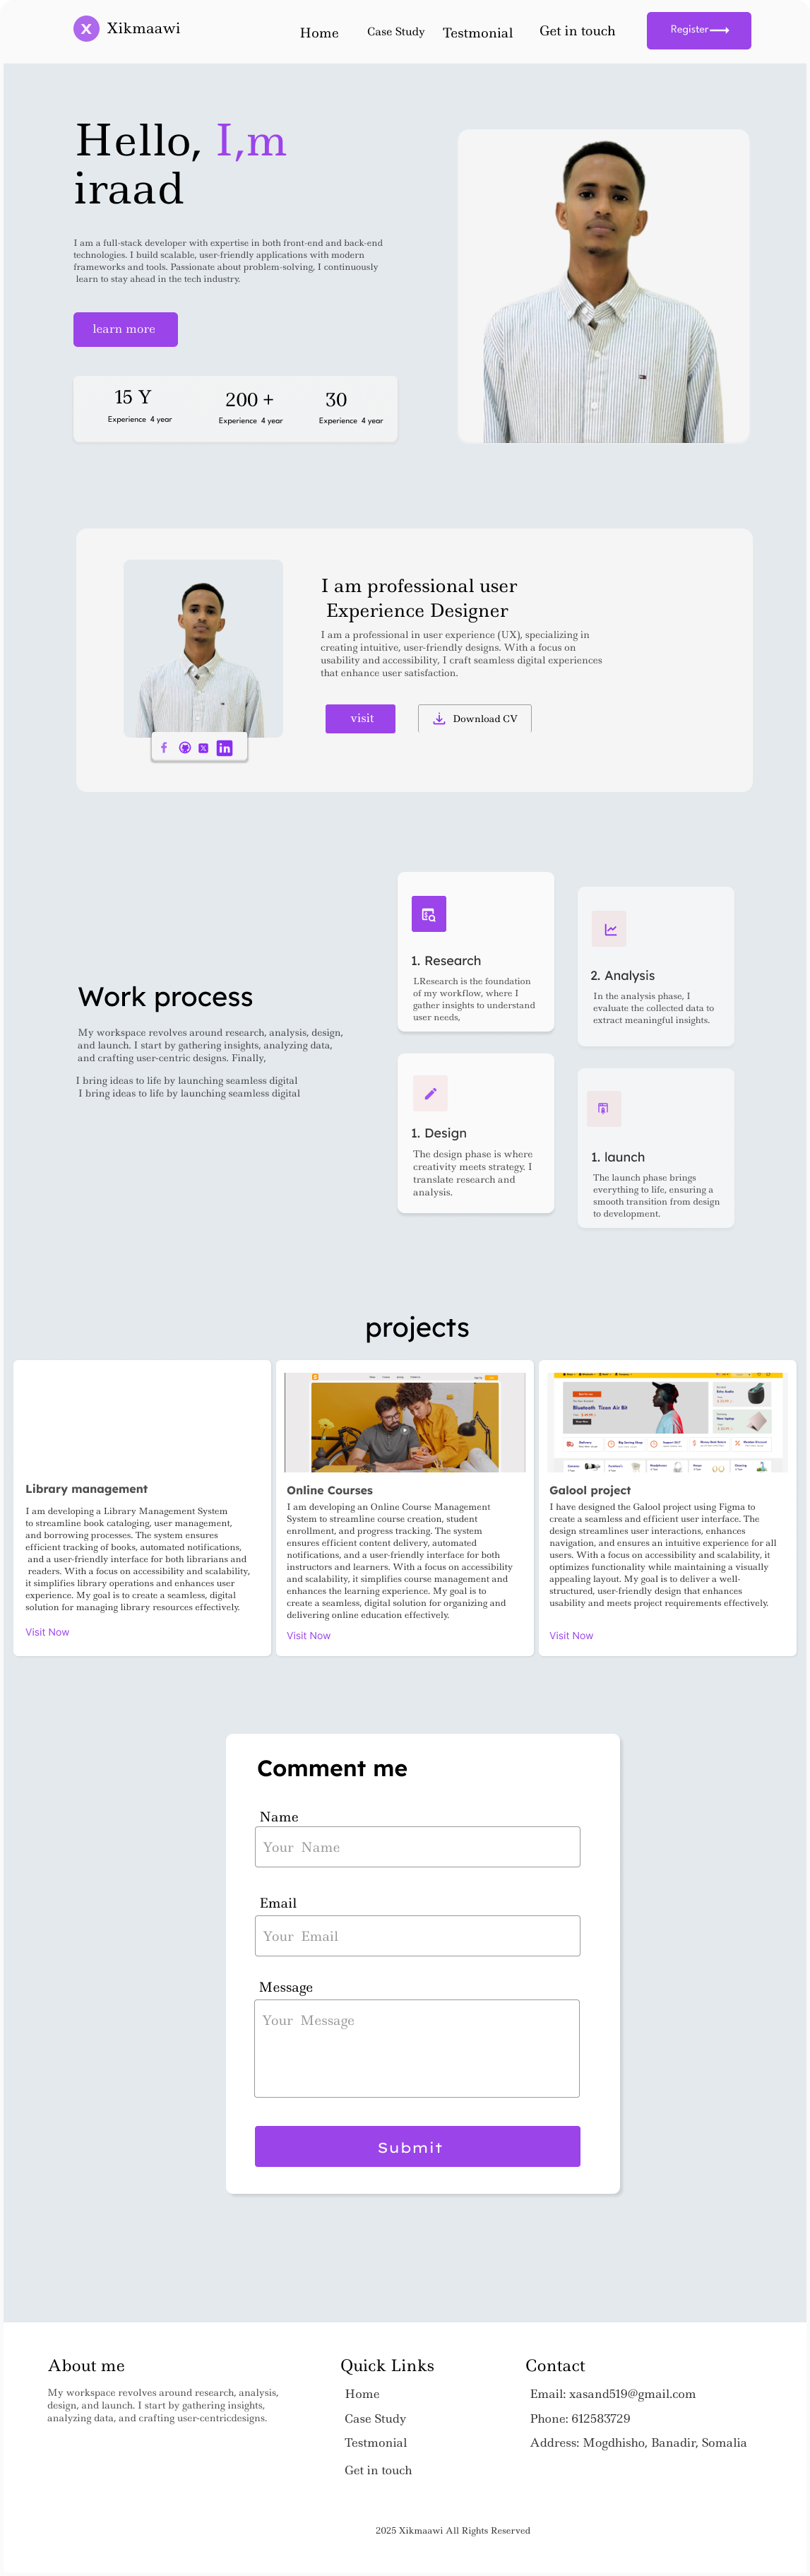 X Xikmaawi
Home
Case Study
Testmonial
Get in touch
Register
Hello, I,m
iraad
I am a full-stack developer with expertise in both front-end and back-end
technologies. I build scalable, user-friendly applications with modern
frameworks and tools. Passionate about problem-solving, I continuously
learn to stay ahead in the tech industry.
learn more
15 Y
Experience 4 year
200 +
Experience 4 year
30
Experience 4 year
I am professional user
Experience Designer
I am a professional in user experience (UX), specializing in
creating intuitive, user-friendly designs. With a focus on
usability and accessibility, I craft seamless digital experiences
that enhance user satisfaction.
visit
Download CV
Work process
My workspace revolves around research, analysis, design,
and launch. I start by gathering insights, analyzing data,
and crafting user-centric designs. Finally,
I bring ideas to life by launching seamless digital
I bring ideas to life by launching seamless digital
1. Research
LResearch is the foundation
of my workflow, where I
gather insights to understand
user needs,
2. Analysis
In the analysis phase, I
evaluate the collected data to
extract meaningful insights.
1. Design
The design phase is where
creativity meets strategy. I
translate research and
analysis.
1. launch
The launch phase brings
everything to life, ensuring a
smooth transition from design
to development.
projects
Library management
I am developing a Library Management System
to streamline book cataloging, user management,
and borrowing processes. The system ensures
efficient tracking of books, automated notifications,
and a user-friendly interface for both librarians and
readers. With a focus on accessibility and scalability,
it simplifies library operations and enhances user
experience. My goal is to create a seamless, digital
solution for managing library resources effectively.
Visit Now
Online Courses
I am developing an Online Course Management
System to streamline course creation, student
enrollment, and progress tracking. The system
ensures efficient content delivery, automated
notifications, and a user-friendly interface for both
instructors and learners. With a focus on accessibility
and scalability, it simplifies course management and
enhances the learning experience. My goal is to
create a seamless, digital solution for organizing and
delivering online education effectively.
Visit Now
Bluetooth Tizon Air Bit
Galool project
I have designed the Galool project using Figma to
create a seamless and efficient user interface. The
design streamlines user interactions, enhances
navigation, and ensures an intuitive experience for all
users. With a focus on accessibility and scalability, it
optimizes functionality while maintaining a visually
appealing layout. My goal is to deliver a well-
structured, user-friendly design that enhances
usability and meets project requirements effectively.
Visit Now
Comment me
Name
Your Name
Email
Your Email
Message
Your Message
Submit
About me
My workspace revolves around research, analysis,
design, and launch. I start by gathering insights,
analyzing data, and crafting user-centricdesigns.
Quick Links
Home
Case Study
Testmonial
Get in touch
Contact
Email: xasand519@gmail.com
Phone: 612583729
Address: Mogdhisho, Banadir, Somalia
2025 Xikmaawi All Rights Reserved